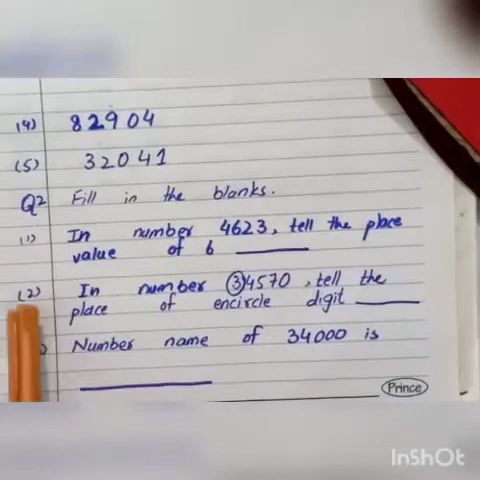 (4) 82904
(5) 32041
Q2 Fill in the blanks.
(1) In number 4623, tell the place
value of 6 ______
(2) In number 34570, tell the
place of encircle digit ______
) Number name of 34000 is
______
Prince
InShOt